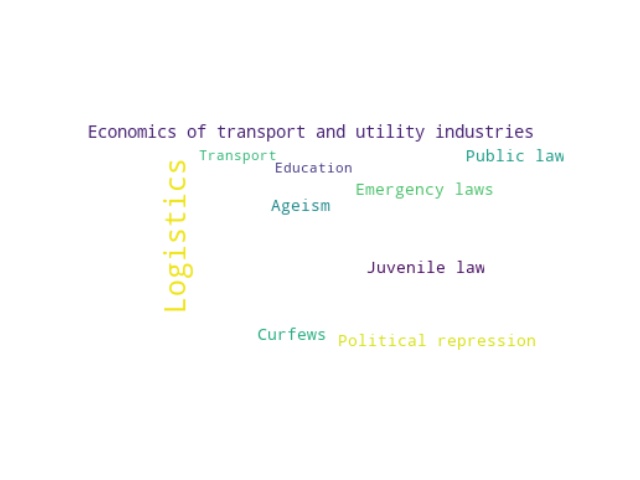 Economics of transport and utility industries
Transport
Public law
Education
Emergency laws
Logistics
Ageism
Juvenile law
Curfews
Political repression